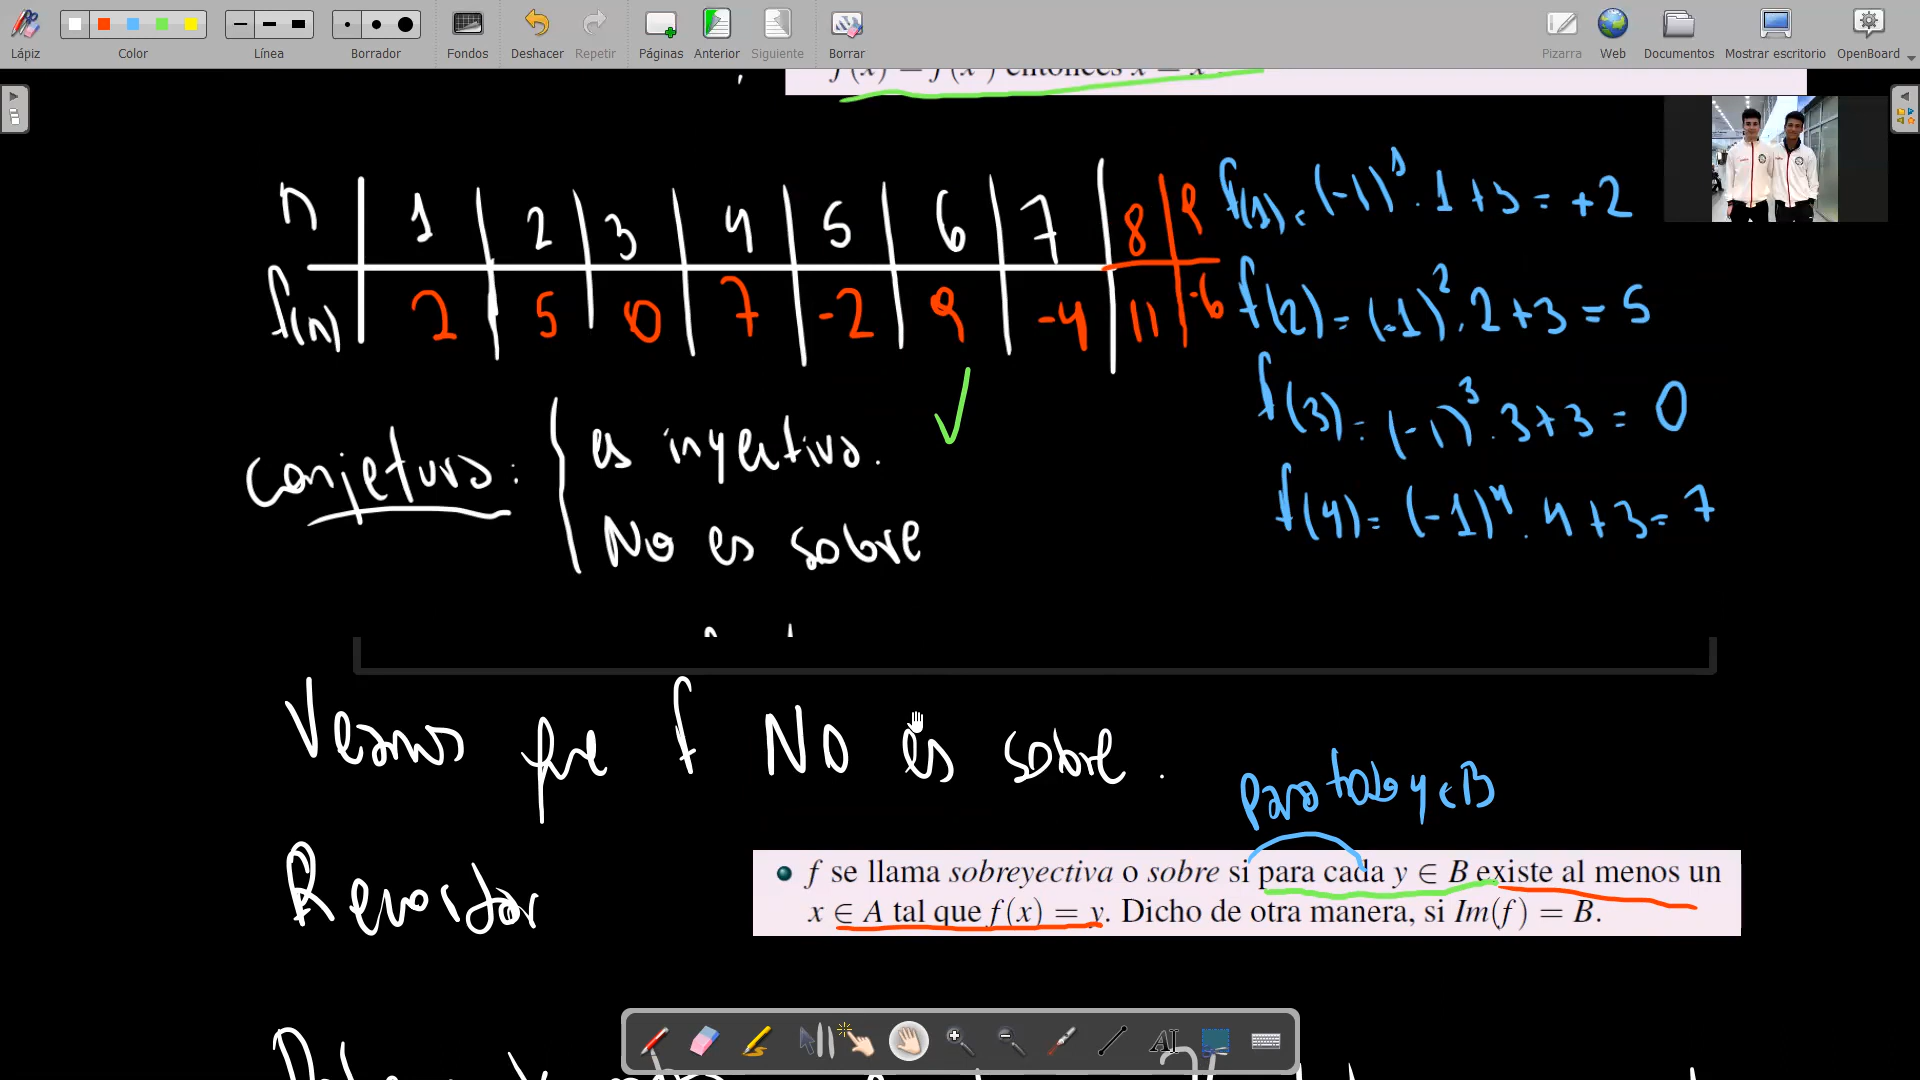 Lápiz Color Línea Borrador Fondos Deshacer Repetir Páginas Anterior Siguiente Borrar Pizarra Web Documentos Mostrar escritorio OpenBoard
f(x) = f(x') entonces x = x'
n 1 2 3 4 5 6 7 8 9
f(n) 2 5 0 7 -2 9 -4 11 -6
f(1) = (-1)^1 . 1 + 3 = +2
f(2) = (-1)^2 . 2 + 3 = 5
f(3) = (-1)^3 . 3 + 3 = 0
f(4) = (-1)^4 . 4 + 3 = 7
Conjetura: es inyectiva.
No es sobre
Veamos que f NO es sobre.
para todo y ∈ B
Recordar
f se llama sobreyectiva o sobre si para cada y ∈ B existe al menos un
x ∈ A tal que f(x) = y. Dicho de otra manera, si Im(f) = B.